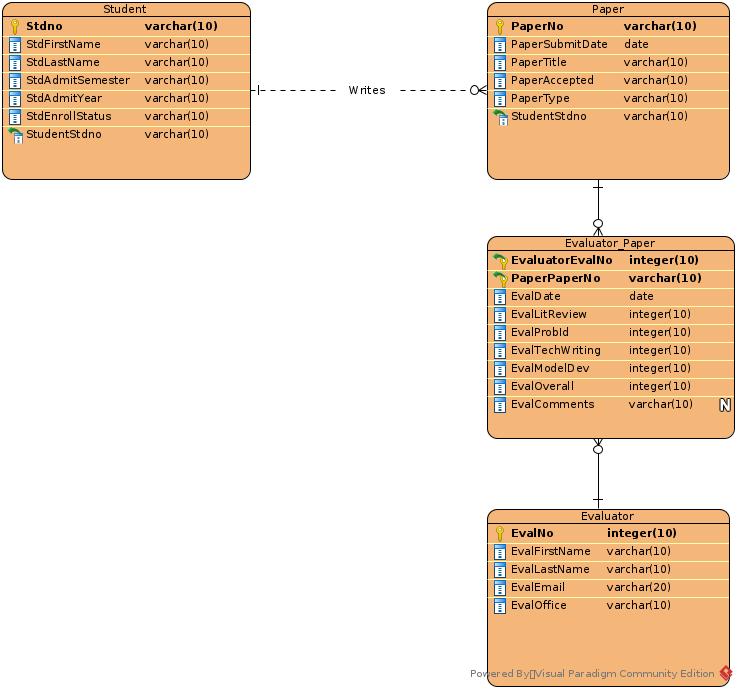 Student
Stdno varchar(10)
StdFirstName varchar(10)
StdLastName varchar(10)
StdAdmitSemester varchar(10)
StdAdmitYear varchar(10)
StdEnrollStatus varchar(10)
StudentStdno varchar(10)
Writes
Paper
PaperNo varchar(10)
PaperSubmitDate date
PaperTitle varchar(10)
PaperAccepted varchar(10)
PaperType varchar(10)
StudentStdno varchar(10)
Evaluator_Paper
EvaluatorEvalNo integer(10)
PaperPaperNo varchar(10)
EvalDate date
EvalLitReview integer(10)
EvalProbId integer(10)
EvalTechWriting integer(10)
EvalModelDev integer(10)
EvalOverall integer(10)
EvalComments varchar(10) N
Evaluator
EvalNo integer(10)
EvalFirstName varchar(10)
EvalLastName varchar(10)
EvalEmail varchar(20)
EvalOffice varchar(10)
Powered By Visual Paradigm Community Edition